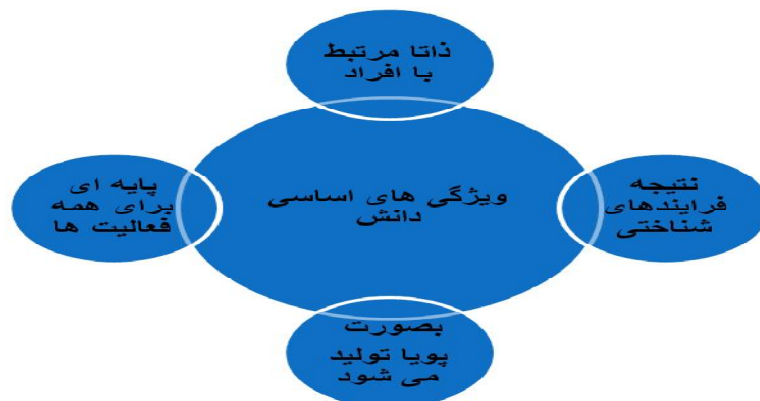 ذاتا مرتبط
با افراد
نتیجه
فرایندهای
شناختی
ویژگی های اساسی
دانش
پایه ای
برای همه
فعالیت ها
بصورت
پویا تولید
می شود